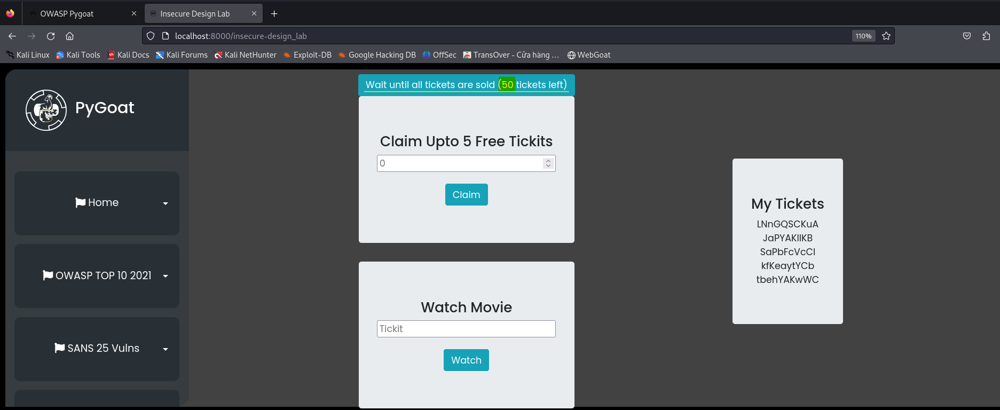 OWASP Pygoat
Insecure Design Lab
localhost:8000/insecure-design_lab
110%
Kali Linux
Kali Tools
Kali Docs
Kali Forums
Kali NetHunter
Exploit-DB
Google Hacking DB
OffSec
TransOver - Cửa hàng …
WebGoat
PyGoat
Home
OWASP TOP 10 2021
SANS 25 Vulns
Wait until all tickets are sold (50 tickets left)
Claim Upto 5 Free Tickits
0
Claim
Watch Movie
Tickit
Watch
My Tickets
LNnGQSCKuA
SaPbFcVcCl
kfKeaytYCb
tbehYAKwWC